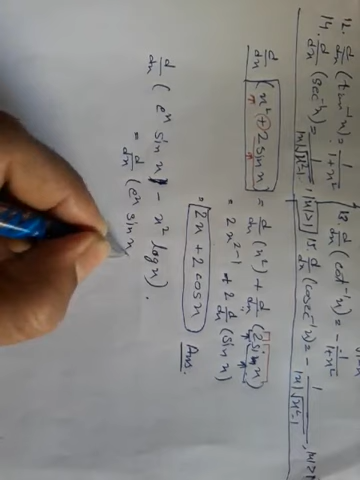 12. d/dx (tan⁻¹x) = 1/(1+x²)
13. d/dx (cot⁻¹x) = -1/(1+x²)
14. d/dx (sec⁻¹x) = 1/(|x|√(x²-1)), |x|>1
15. d/dx (cosec⁻¹x) = -1/(|x|√(x²-1)), |x|>1
d/dx (x² + 2 sin x) = d/dx (x²) + d/dx (2 sin x)
= 2x²⁻¹ + 2 d/dx (sin x)
= 2x + 2 cos x Ans.
d/dx (eˣ sin x - x² log x).
= d/dx (eˣ sin x